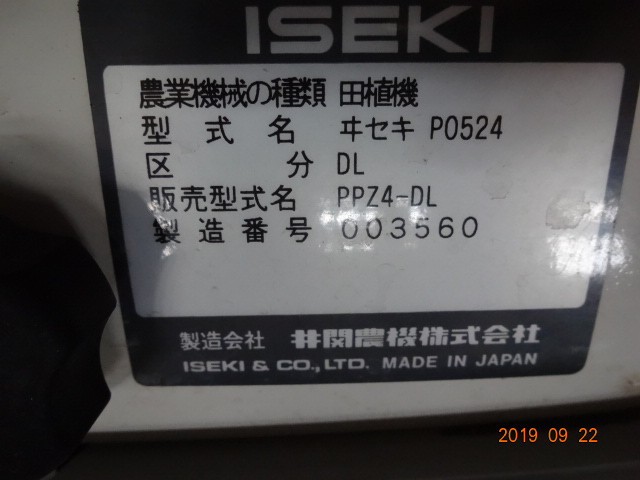 ISEKI
農業機械の種類 田植機
型式名 ヰセキ P0524
区分 DL
販売型式名 PPZ4-DL
製造番号 003560
製造会社 井関農機株式会社
ISEKI & CO.,LTD. MADE IN JAPAN
2019 09 22